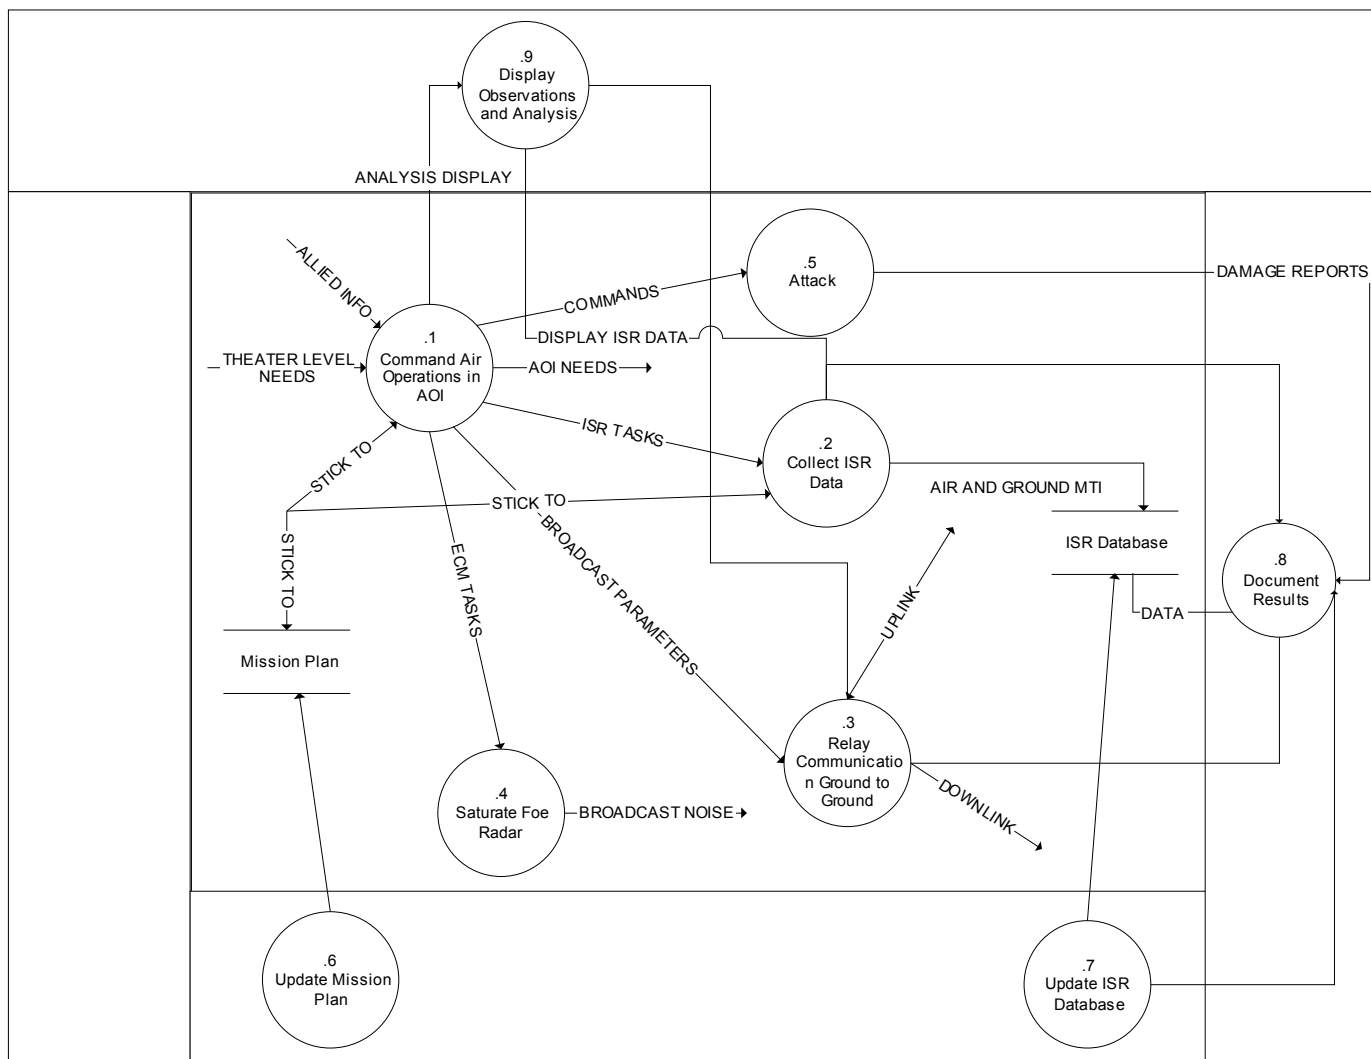 .9
Display
Observations
and Analysis
ANALYSIS DISPLAY
ALLIED INFO
.5
Attack
DAMAGE REPORTS
COMMANDS
.1
Command Air
Operations in
AOI
THEATER LEVEL
NEEDS
DISPLAY ISR DATA
AOI NEEDS
ISR TASKS
.2
Collect ISR
Data
STICK TO
STICK TO
STICK TO
AIR AND GROUND MTI
ISR Database
.8
Document
Results
DATA
ECM TASKS
BROADCAST PARAMETERS
UPLINK
Mission Plan
.3
Relay
Communicatio
n Ground to
Ground
DOWNLINK
.4
Saturate Foe
Radar
BROADCAST NOISE
.6
Update Mission
Plan
.7
Update ISR
Database